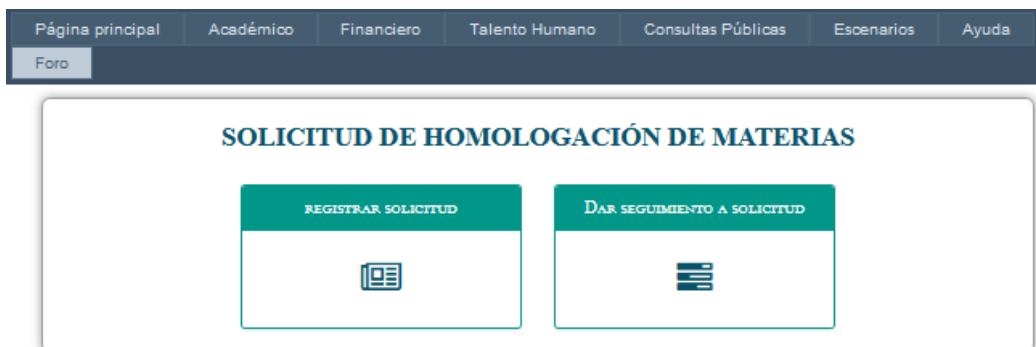 Página principal Académico Financiero Talento Humano Consultas Públicas Escenarios Ayuda
Foro
SOLICITUD DE HOMOLOGACIÓN DE MATERIAS
REGISTRAR SOLICITUD DAR SEGUIMIENTO A SOLICITUD